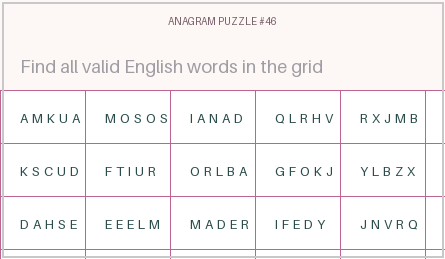 ANAGRAM PUZZLE #46
Find all valid English words in the grid
AMKUA MOSOS IANAD QLRHV RXJMB
KSCUD FTIUR ORLBA GFOKJ YLBZX
DAHSE EEELM MADER IFEDY JNVRQ